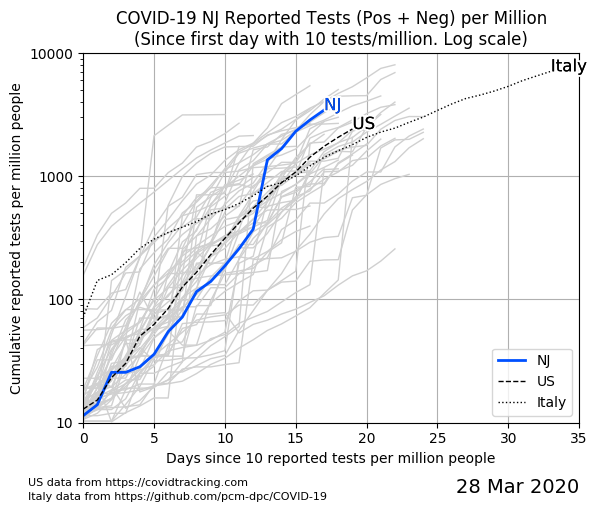 COVID-19 NJ Reported Tests (Pos + Neg) per Million
(Since first day with 10 tests/million. Log scale)
Cumulative reported tests per million people
10000
1000
100
10
Italy
NJ
US
NJ
US
Italy
0 5 10 15 20 25 30 35
Days since 10 reported tests per million people
US data from https://covidtracking.com
Italy data from https://github.com/pcm-dpc/COVID-19
28 Mar 2020